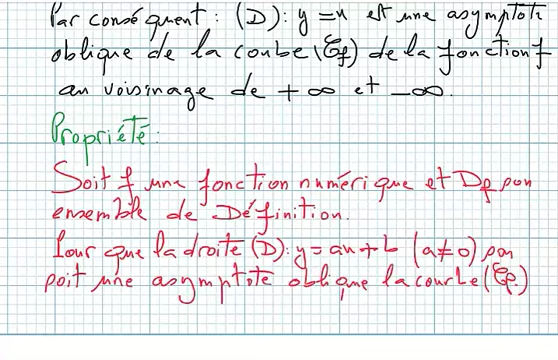 Par conséquent : (D) : y = x est une asymptote
oblique de la courbe (Cf) de la fonction f
au voisinage de +∞ et -∞.
Propriété :
Soit f une fonction numérique et Df son
ensemble de Définition.
Pour que la droite (D) : y = ax + b (a ≠ 0)
soit une asymptote oblique la courbe (Cf)